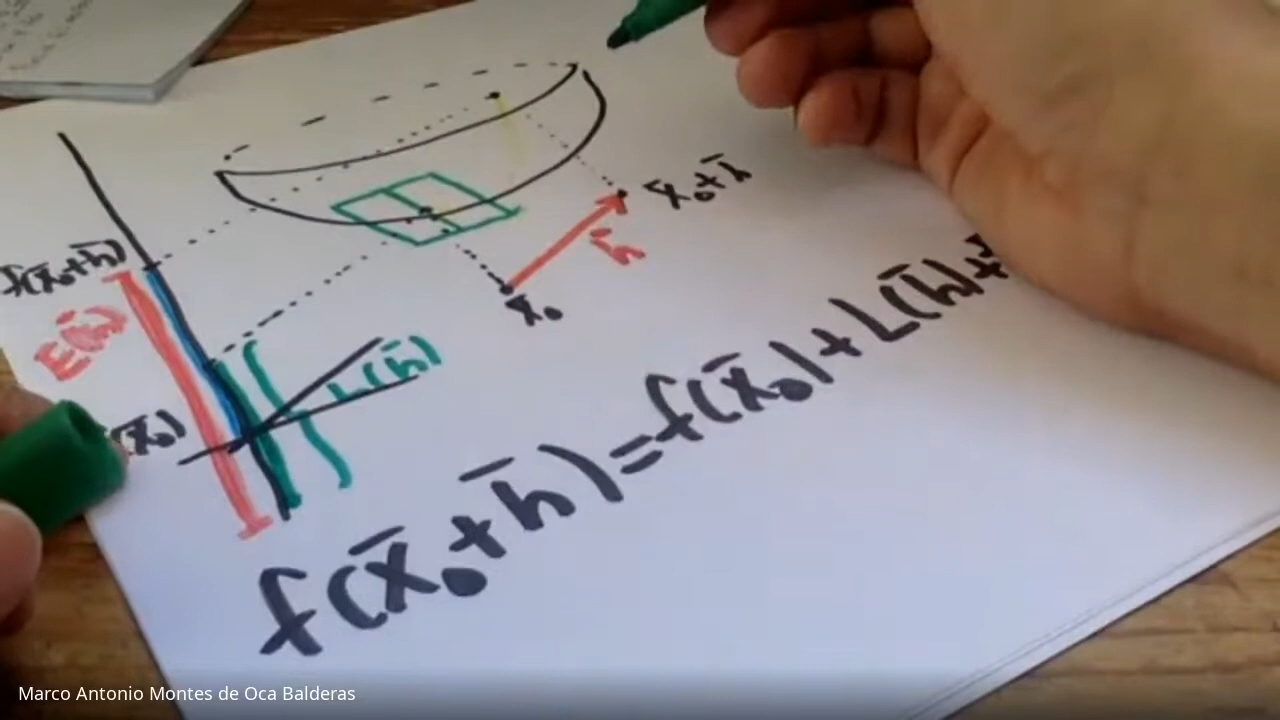 x̄₀+h̄
f(x̄₀+h̄)
h̄
x̄₀
E(h̄)
L(h̄)
(x̄₀)
f(x̄₀+h̄)=f(x̄₀)+L(h̄)+
Marco Antonio Montes de Oca Balderas